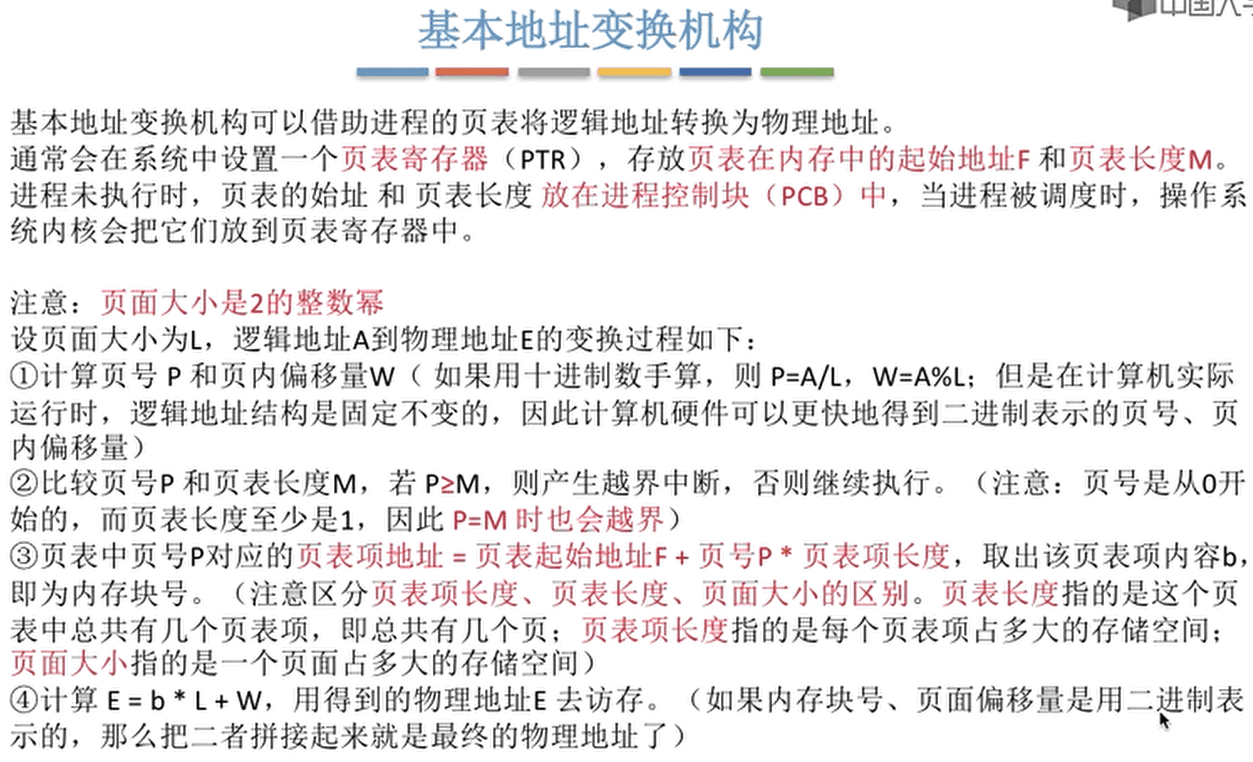 中国大
基本地址变换机构
基本地址变换机构可以借助进程的页表将逻辑地址转换为物理地址。
通常会在系统中设置一个页表寄存器（PTR），存放页表在内存中的起始地址F 和页表长度M。
进程未执行时，页表的始址 和 页表长度 放在进程控制块（PCB）中，当进程被调度时，操作系
统内核会把它们放到页表寄存器中。
注意：页面大小是2的整数幂
设页面大小为L，逻辑地址A到物理地址E的变换过程如下：
①计算页号 P 和页内偏移量W（ 如果用十进制数手算，则 P=A/L，W=A%L；但是在计算机实际
运行时，逻辑地址结构是固定不变的，因此计算机硬件可以更快地得到二进制表示的页号、页
内偏移量）
②比较页号P 和页表长度M，若 P≥M，则产生越界中断，否则继续执行。（注意：页号是从0开
始的，而页表长度至少是1，因此 P=M 时也会越界）
③页表中页号P对应的页表项地址 = 页表起始地址F + 页号P * 页表项长度，取出该页表项内容b，
即为内存块号。（注意区分页表项长度、页表长度、页面大小的区别。页表长度指的是这个页
表中总共有几个页表项，即总共有几个页；页表项长度指的是每个页表项占多大的存储空间；
页面大小指的是一个页面占多大的存储空间）
④计算 E = b * L + W，用得到的物理地址E 去访存。（如果内存块号、页面偏移量是用二进制表
示的，那么把二者拼接起来就是最终的物理地址了）